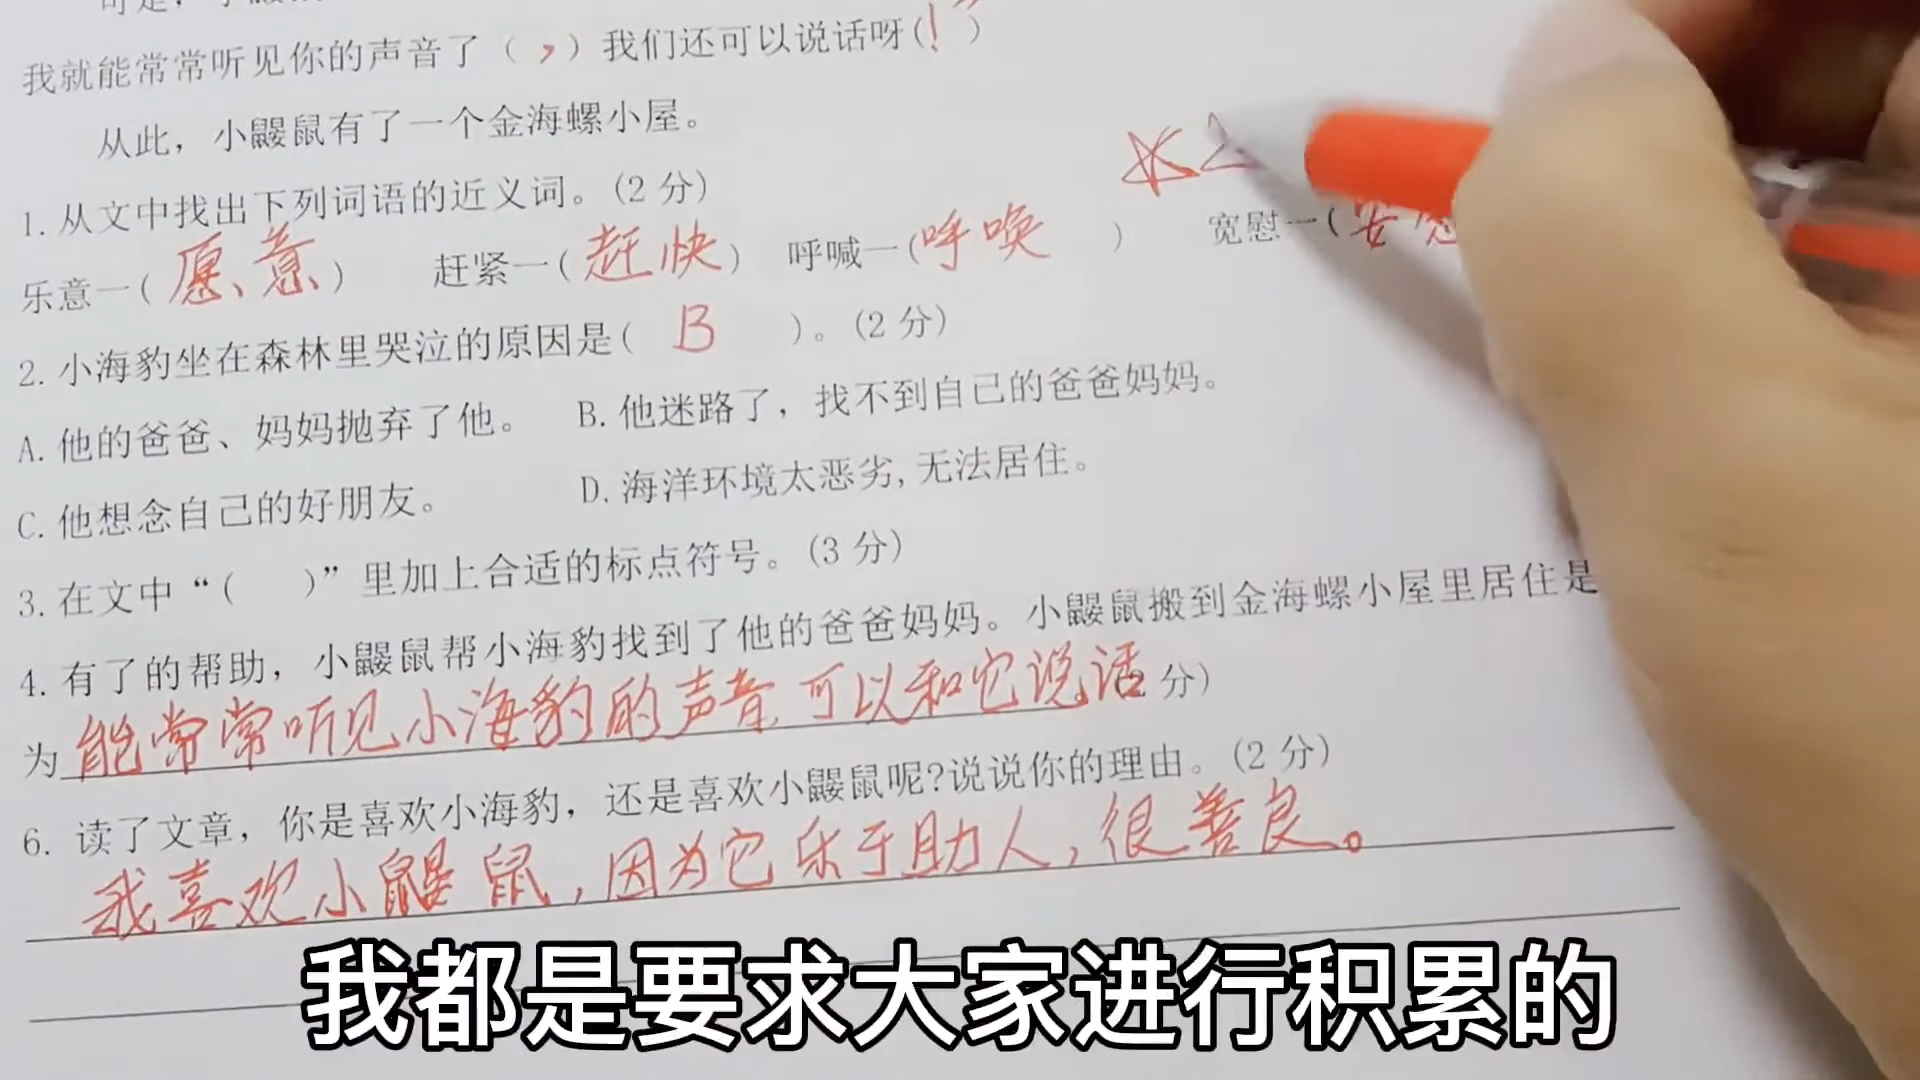 可是，小鼹鼠
我就能常常听见你的声音了（，）我们还可以说话呀(！”)
从此，小鼹鼠有了一个金海螺小屋。
1.从文中找出下列词语的近义词。(2分)
乐意—(愿意) 赶紧—(赶快) 呼喊—(呼唤) 宽慰—(安慰
2.小海豹坐在森林里哭泣的原因是( B )。(2分)
A.他的爸爸、妈妈抛弃了他。 B.他迷路了，找不到自己的爸爸妈妈。
C.他想念自己的好朋友。 D.海洋环境太恶劣,无法居住。
3.在文中“( )”里加上合适的标点符号。(3分)
4.有了的帮助，小鼹鼠帮小海豹找到了他的爸爸妈妈。小鼹鼠搬到金海螺小屋里居住是
为能常常听见小海豹的声音可以和它说话 分)
6.读了文章，你是喜欢小海豹，还是喜欢小鼹鼠呢?说说你的理由。(2分)
我喜欢小鼹鼠，因为它乐于助人，很善良。
我都是要求大家进行积累的